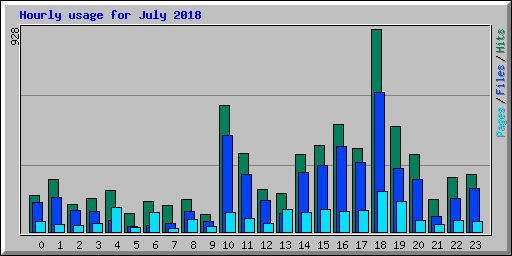 Hourly usage for July 2018
928
Pages/Files/Hits
0 1 2 3 4 5 6 7 8 9 10 11 12 13 14 15 16 17 18 19 20 21 22 23